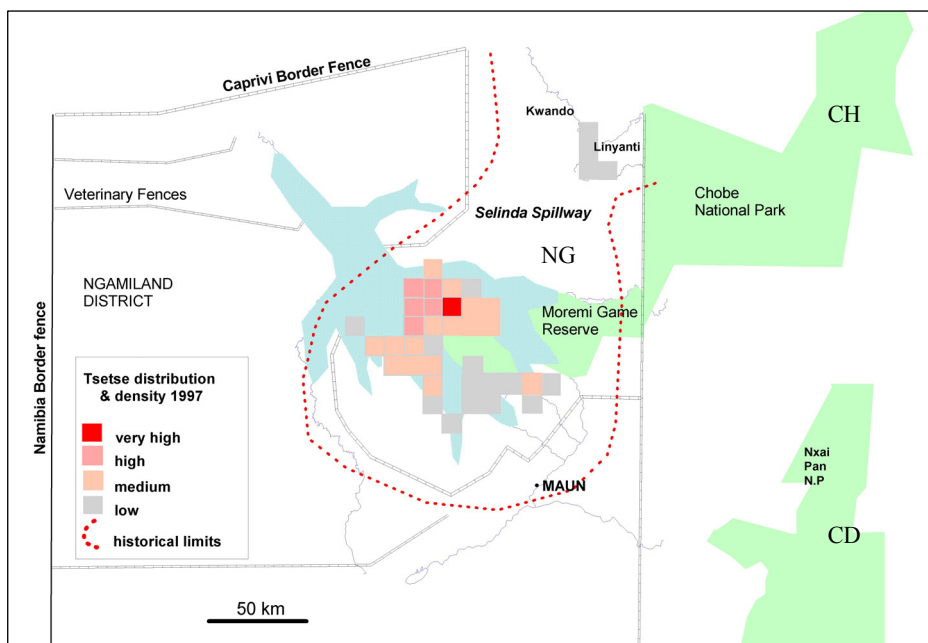 Caprivi Border Fence
CH
Kwando
Linyanti
Veterinary Fences
Chobe
National Park
Selinda Spillway
NG
NGAMILAND
DISTRICT
Moremi Game
Reserve
Namibia Border fence
Tsetse distribution
& density 1997
very high
high
medium
low
historical limits
MAUN
Nxai
Pan
N.P
CD
50 km